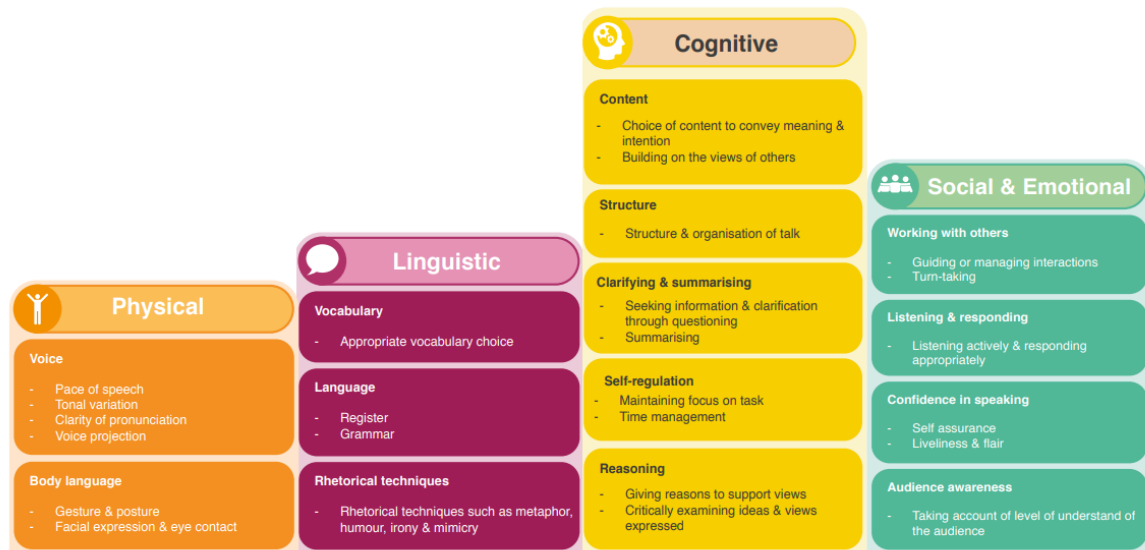 Physical
Voice
- Pace of speech
- Tonal variation
- Clarity of pronunciation
- Voice projection
Body language
- Gesture & posture
- Facial expression & eye contact
Linguistic
Vocabulary
- Appropriate vocabulary choice
Language
- Register
- Grammar
Rhetorical techniques
- Rhetorical techniques such as metaphor,
humour, irony & mimicry
Cognitive
Content
- Choice of content to convey meaning &
intention
- Building on the views of others
Structure
- Structure & organisation of talk
Clarifying & summarising
- Seeking information & clarification
through questioning
- Summarising
Self-regulation
- Maintaining focus on task
- Time management
Reasoning
- Giving reasons to support views
- Critically examining ideas & views
expressed
Social & Emotional
Working with others
- Guiding or managing interactions
- Turn-taking
Listening & responding
- Listening actively & responding
appropriately
Confidence in speaking
- Self assurance
- Liveliness & flair
Audience awareness
- Taking account of level of understand of
the audience